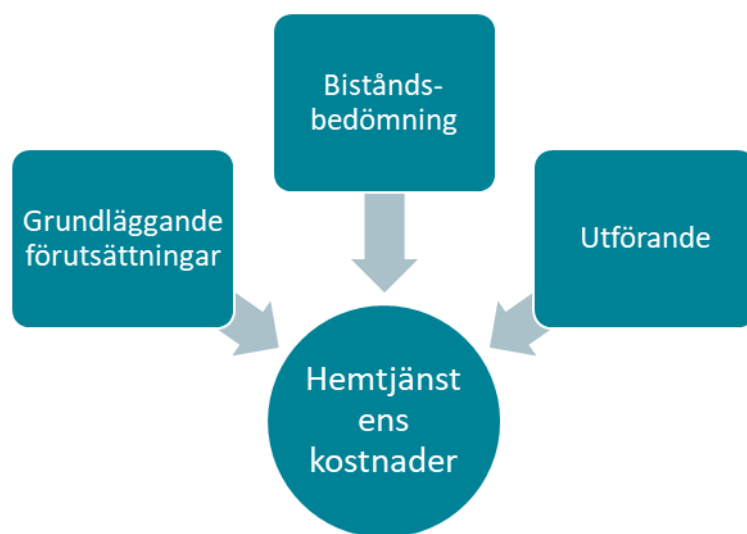 Bistånds-
bedömning
Grundläggande
förutsättningar
Utförande
Hemtjänst
ens
kostnader